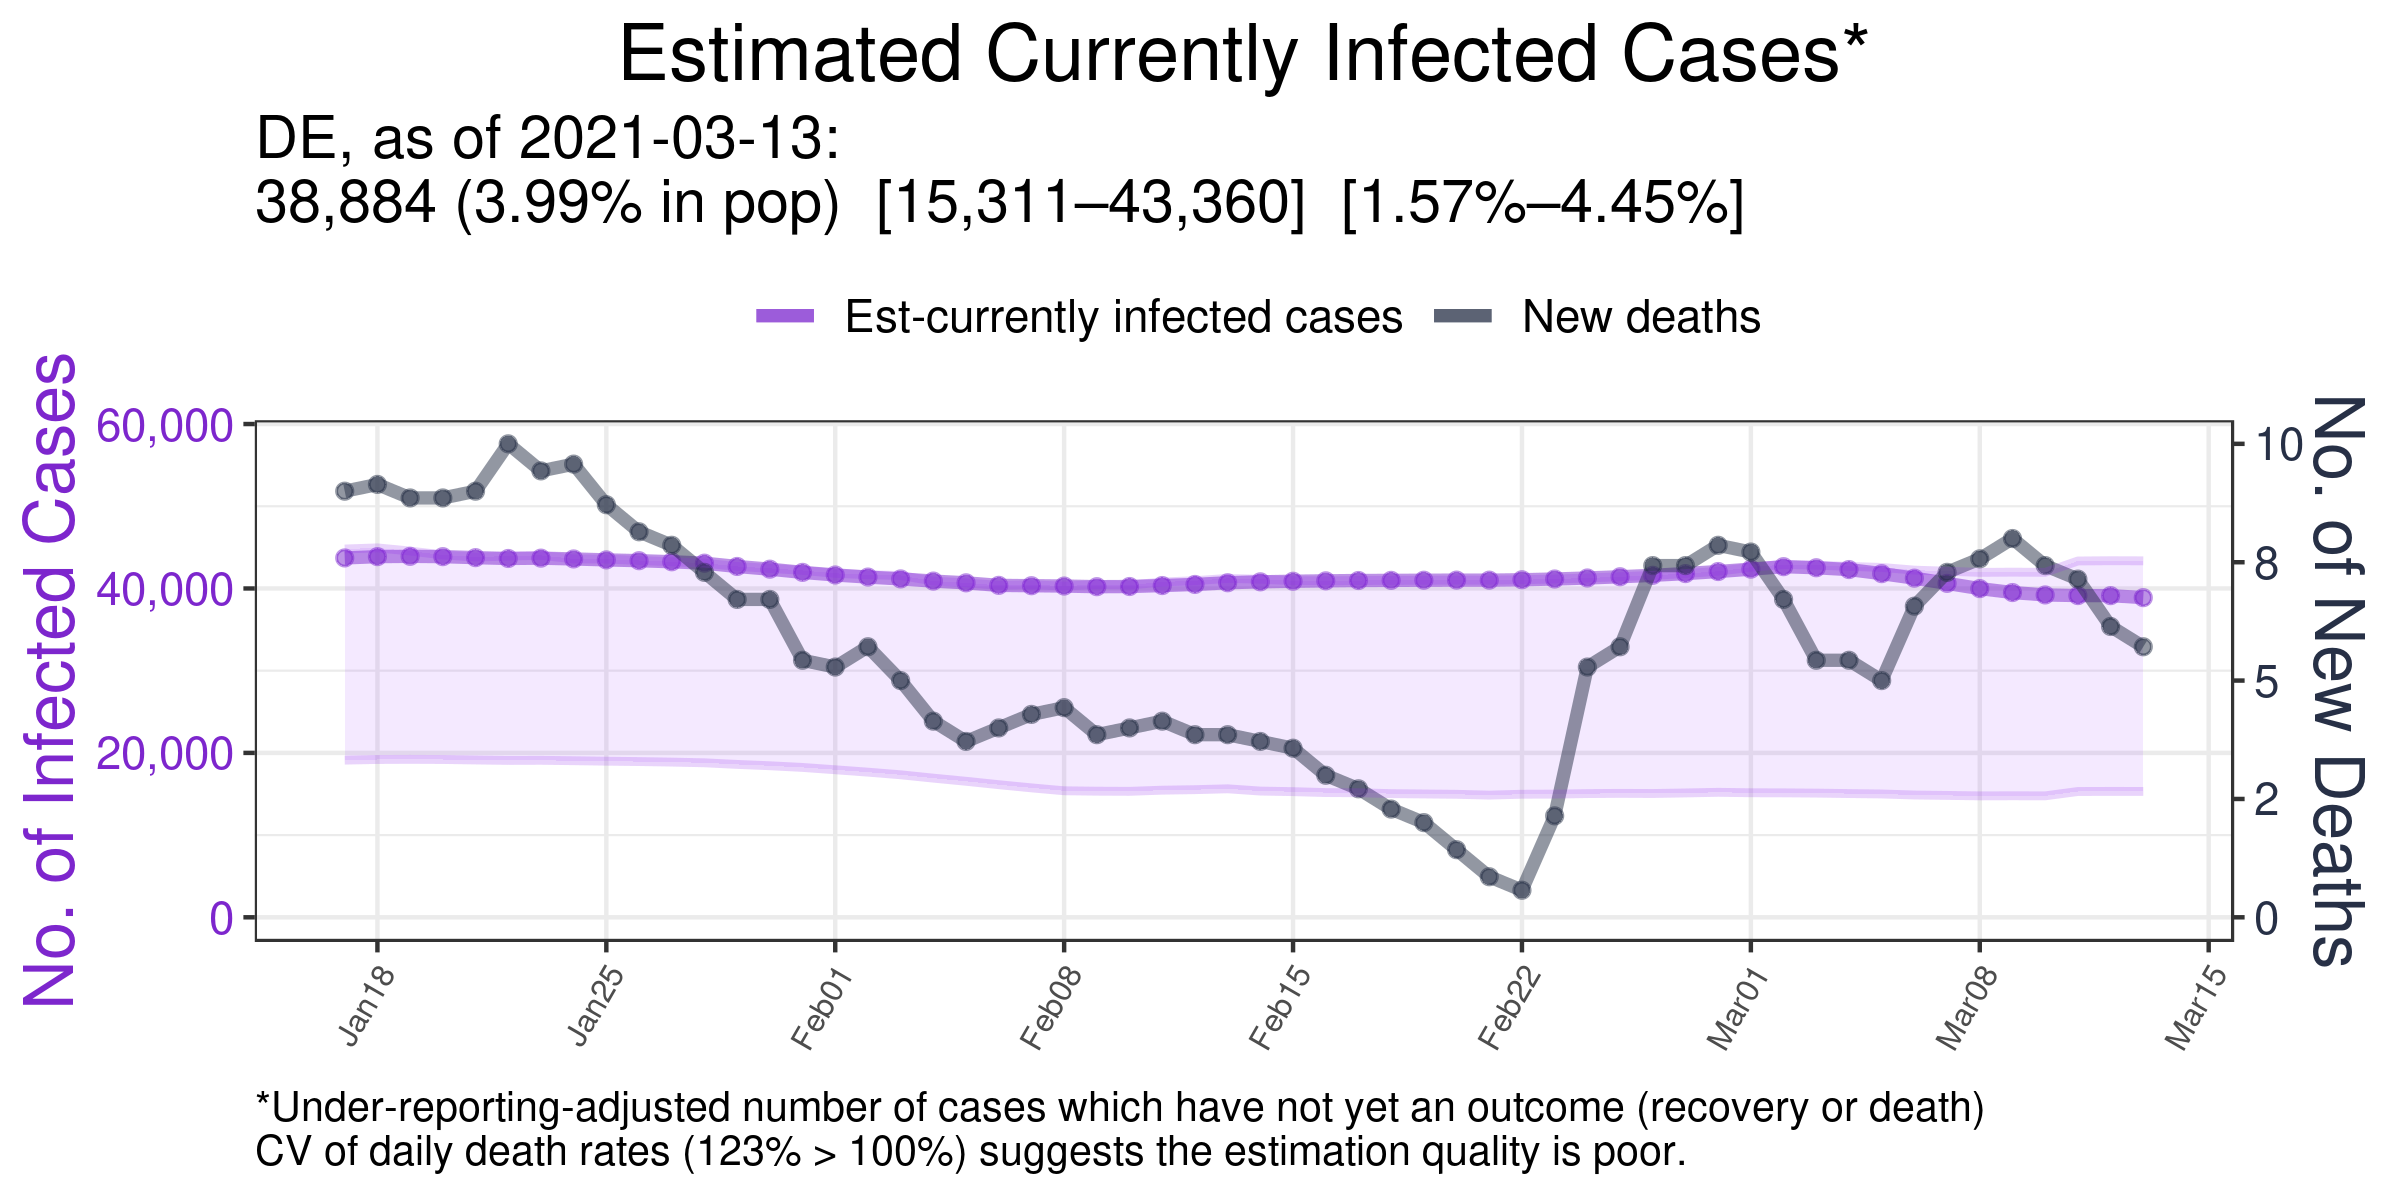 Estimated Currently Infected Cases*
DE, as of 2021-03-13:
38,884 (3.99% in pop)  [15,311–43,360]  [1.57%–4.45%]
Est-currently infected cases
New deaths
No. of Infected Cases
60,000
40,000
20,000
0
10
8
5
2
0
No. of New Deaths
Jan18
Jan25
Feb01
Feb08
Feb15
Feb22
Mar01
Mar08
Mar15
*Under-reporting-adjusted number of cases which have not yet an outcome (recovery or death)
CV of daily death rates (123% > 100%) suggests the estimation quality is poor.